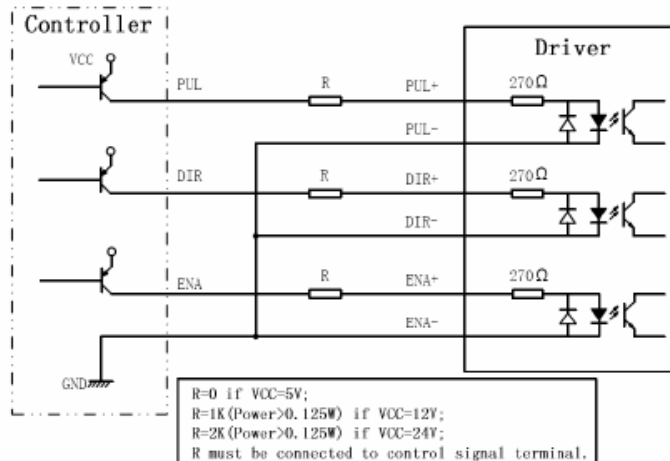 Controller
Driver
VCC
PUL
R
PUL+
270Ω
PUL-
DIR
R
DIR+
270Ω
DIR-
ENA
R
ENA+
270Ω
ENA-
GND
R=0 if VCC=5V;
R=1K(Power>0.125W) if VCC=12V;
R=2K(Power>0.125W) if VCC=24V;
R must be connected to control signal terminal.